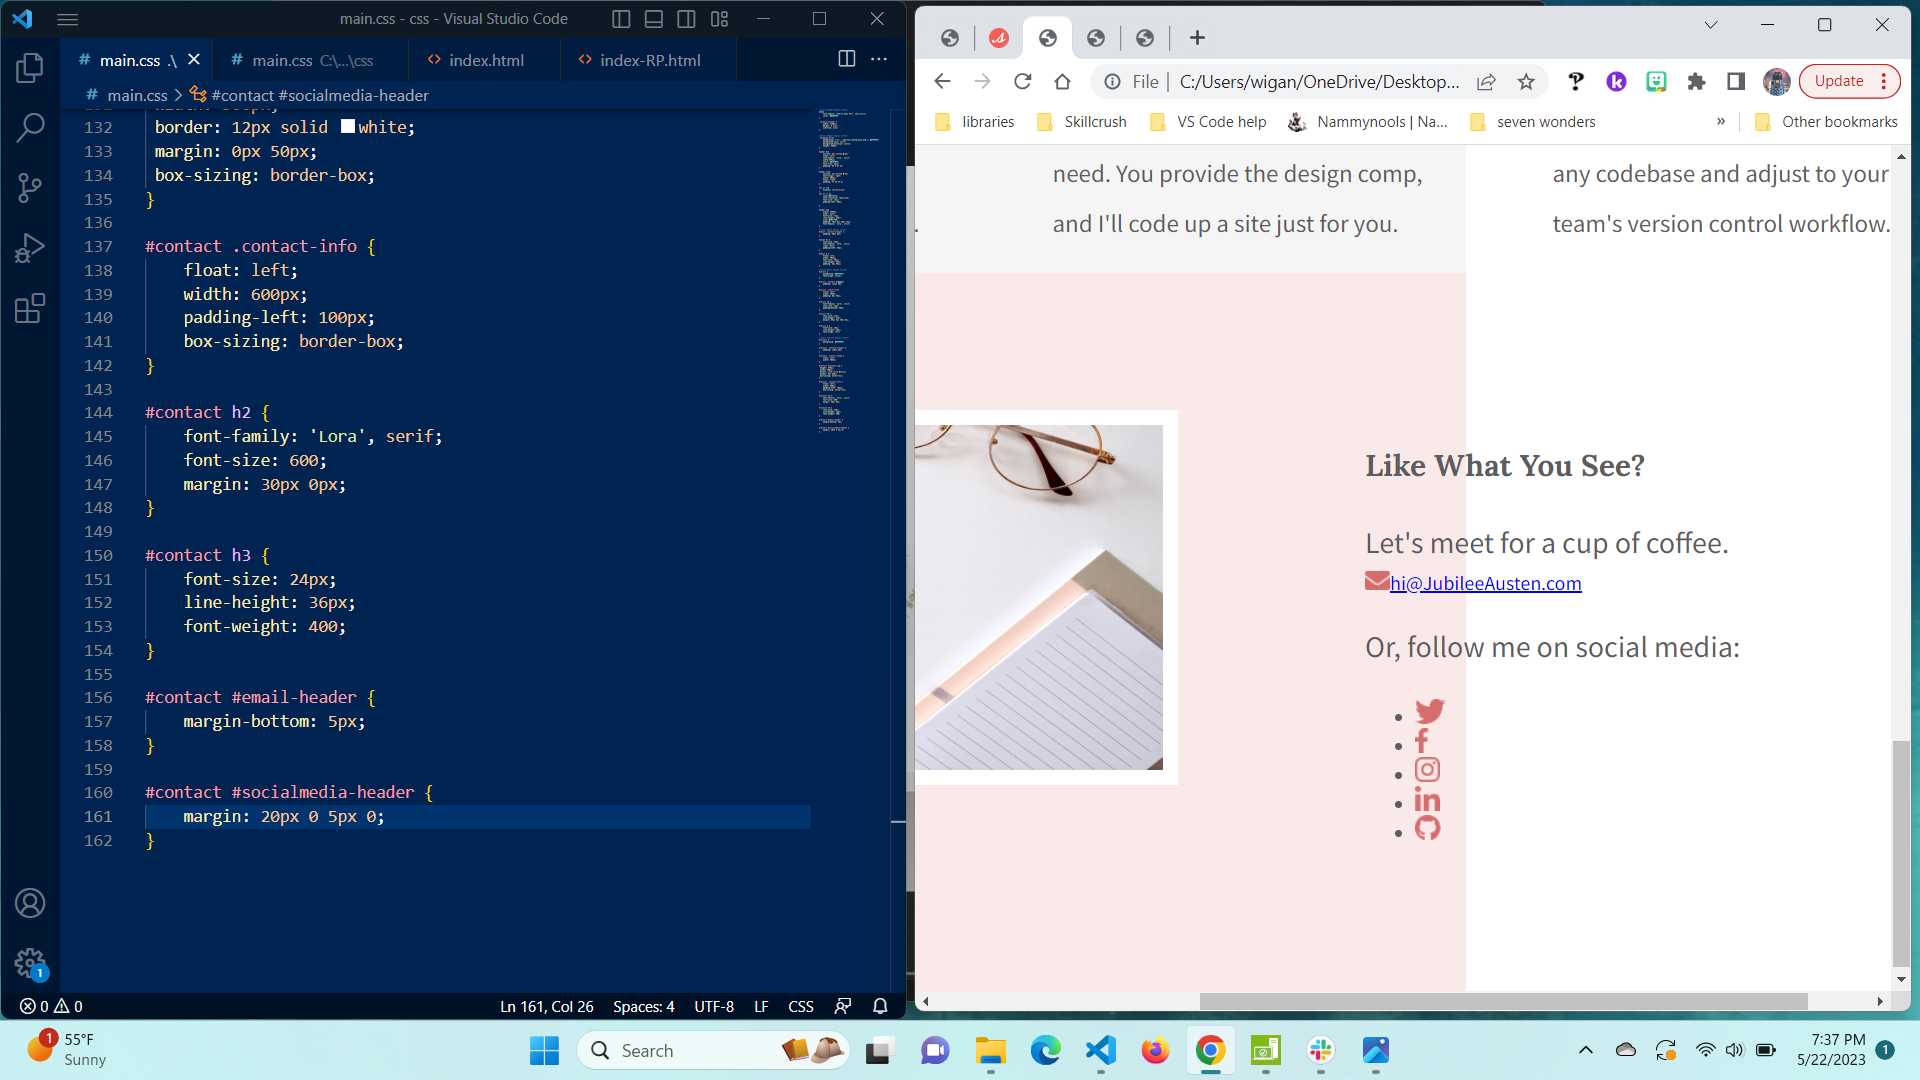 main.css - css - Visual Studio Code
# main.css .\
# main.css C:\...\css
<> index.html
<> index-RP.html
# main.css > #contact #socialmedia-header
132 border: 12px solid white;
133 margin: 0px 50px;
134 box-sizing: border-box;
135 }
136
137 #contact .contact-info {
138 float: left;
139 width: 600px;
140 padding-left: 100px;
141 box-sizing: border-box;
142 }
143
144 #contact h2 {
145 font-family: 'Lora', serif;
146 font-size: 600;
147 margin: 30px 0px;
148 }
149
150 #contact h3 {
151 font-size: 24px;
152 line-height: 36px;
153 font-weight: 400;
154 }
155
156 #contact #email-header {
157 margin-bottom: 5px;
158 }
159
160 #contact #socialmedia-header {
161 margin: 20px 0 5px 0;
162 }
1
0 0 Ln 161, Col 26 Spaces: 4 UTF-8 LF CSS
File | C:/Users/wigan/OneDrive/Desktop...
Update
libraries Skillcrush VS Code help Nammynools | Na... seven wonders » Other bookmarks
need. You provide the design comp,
and I'll code up a site just for you.
any codebase and adjust to your
team's version control workflow.
.
Like What You See?
Let's meet for a cup of coffee.
hi@JubileeAusten.com
Or, follow me on social media:
1 55°F
Sunny
Search
7:37 PM
5/22/2023
1